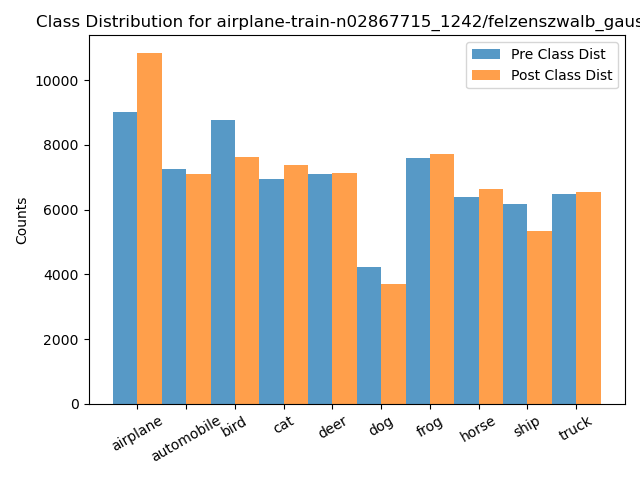 Class Distribution for airplane-train-n02867715_1242/felzenszwalb_gaus
Pre Class Dist
Post Class Dist
Counts
10000
8000
6000
4000
2000
0
airplane
automobile
bird
cat
deer
dog
frog
horse
ship
truck